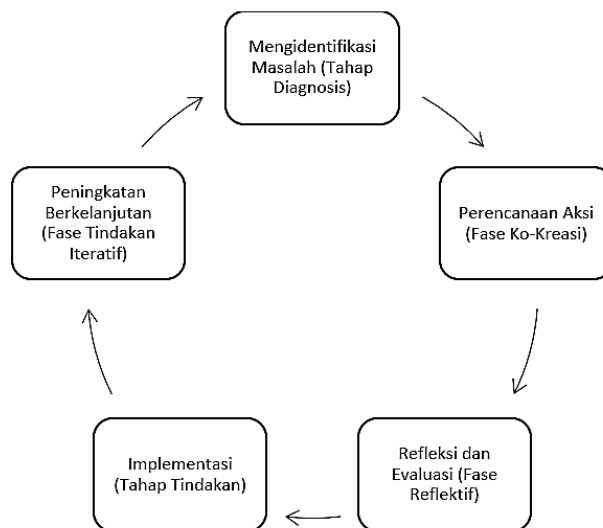 Mengidentifikasi
Masalah (Tahap
Diagnosis)
Perencanaan Aksi
(Fase Ko-Kreasi)
Refleksi dan
Evaluasi (Fase
Reflektif)
Implementasi
(Tahap Tindakan)
Peningkatan
Berkelanjutan
(Fase Tindakan
Iteratif)